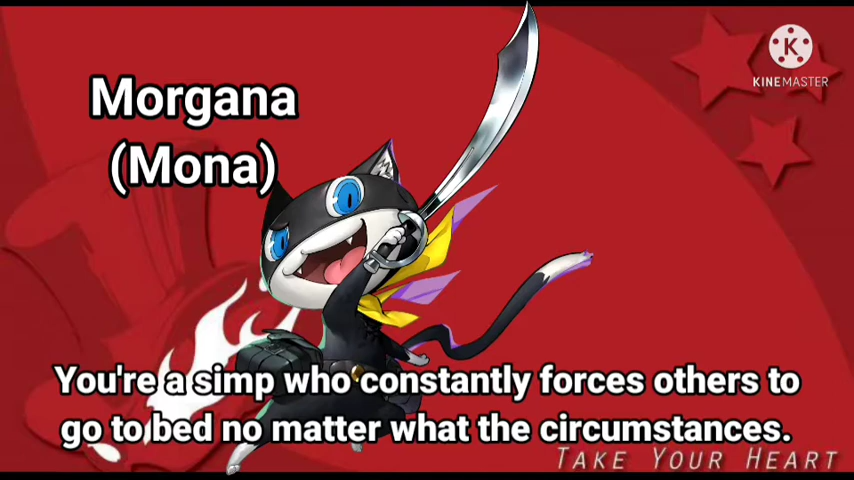 KINEMASTER
Morgana
(Mona)
You're a simp who constantly forces others to
go to bed no matter what the circumstances.
TAKE YOUR HEART